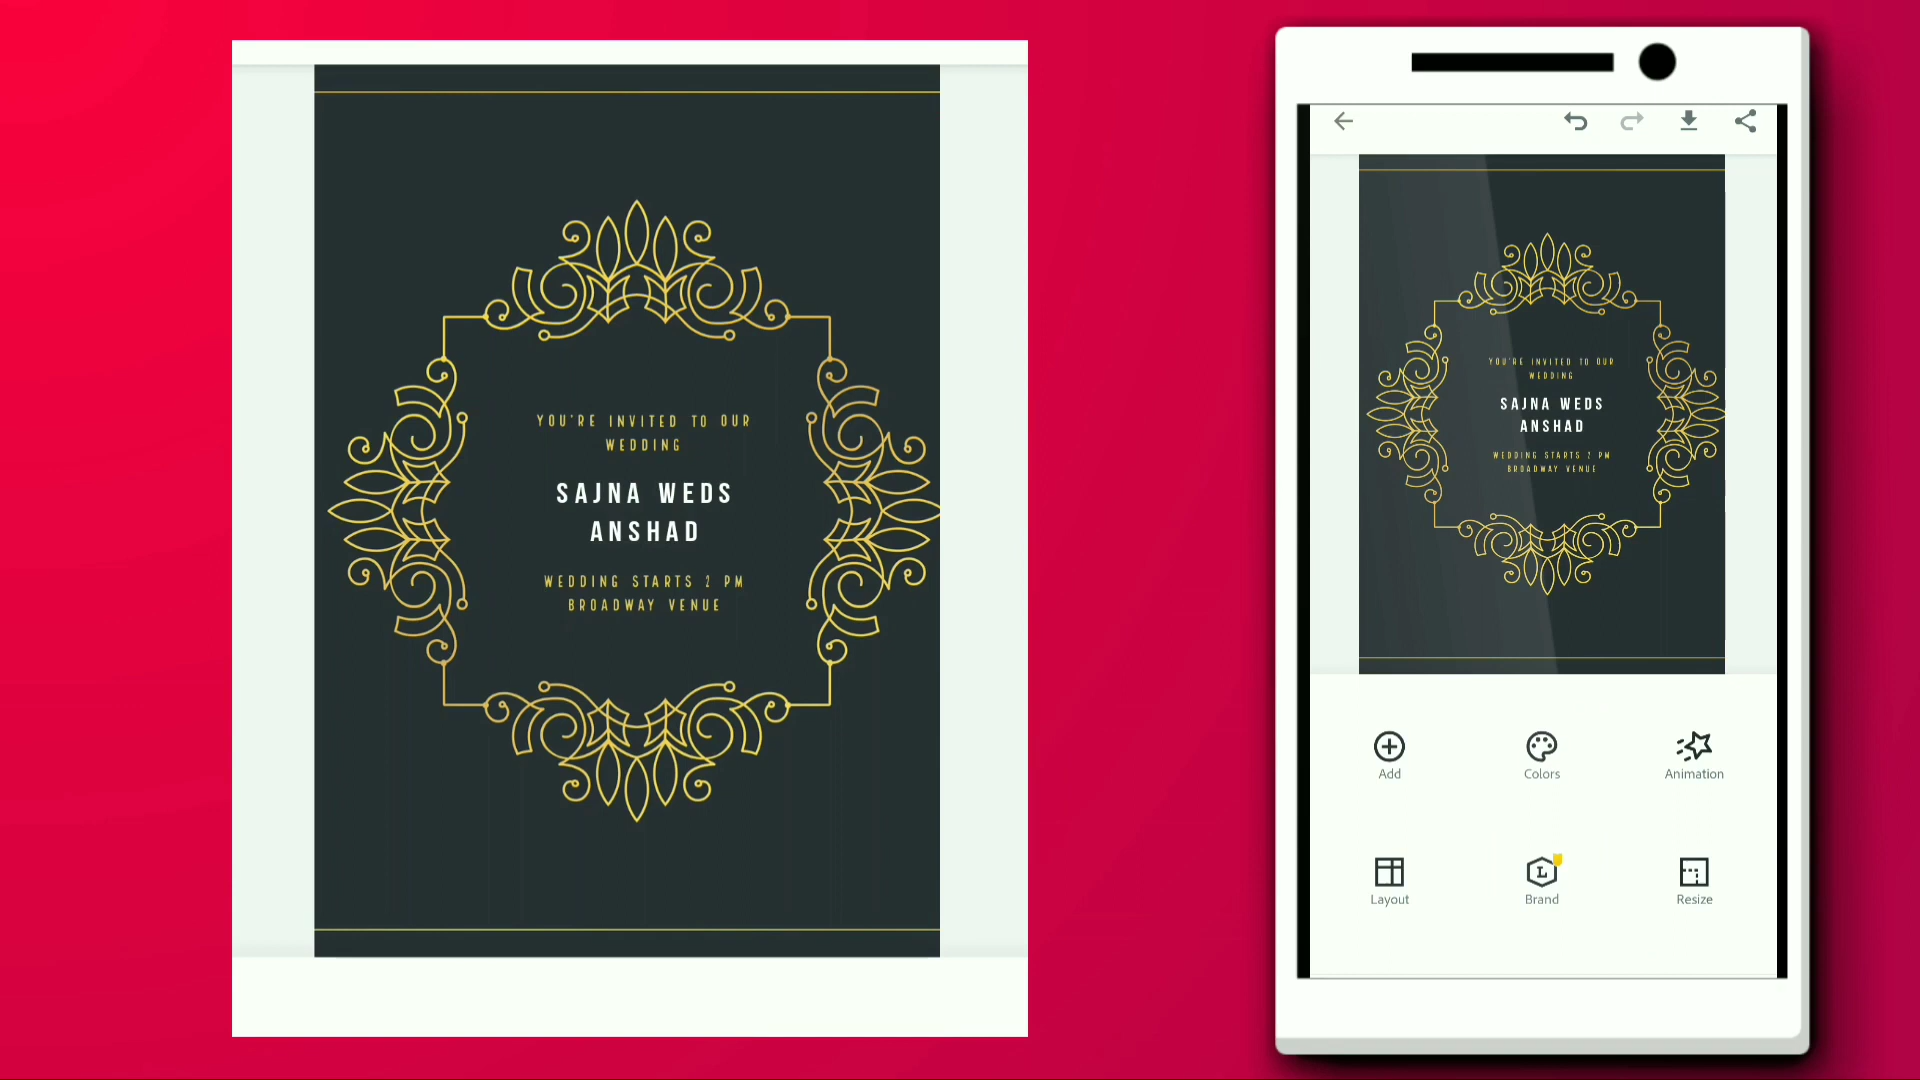 YOU'RE INVITED TO OUR
WEDDING
SAJNA WEDS
ANSHAD
WEDDING STARTS 2 PM
BROADWAY VENUE
YOU'RE INVITED TO OUR
WEDDING
SAJNA WEDS
ANSHAD
WEDDING STARTS 2 PM
BROADWAY VENUE
Add
Colors
Animation
Layout
L
Brand
Resize